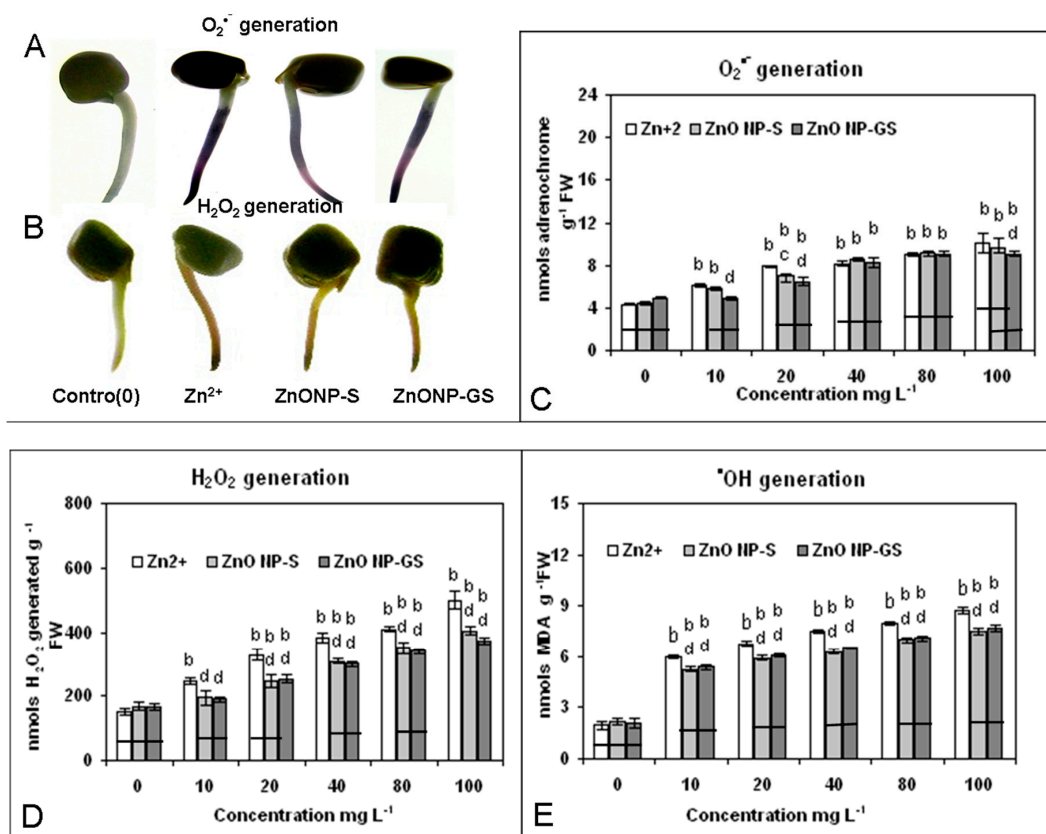 O₂•⁻ generation
A
H₂O₂ generation
B
Contro(0) Zn²⁺ ZnONP-S ZnONP-GS
O₂•⁻ generation
Zn+2 ZnO NP-S ZnO NP-GS
nmols adrenochrome
g⁻¹ FW
24
20
16
12
8
4
0
b b d
b b b
c d
b b b
b b b
b b b
d
0 10 20 40 80 100
Concentration mg L⁻¹
C
H₂O₂ generation
Zn2+ ZnO NP-S ZnO NP-GS
nmols H₂O₂ generated g⁻¹
FW
800
600
400
200
0
b d d
b b b
d d
b b b
d d
b b b
d d
b b b
d d
0 10 20 40 80 100
Concentration mg L⁻¹
D
•OH generation
Zn2+ ZnO NP-S ZnO NP-GS
nmols MDA g⁻¹FW
15
12
9
6
3
0
b b b
d d
b b b
d d
b b b
d d
b b b
d d
b b b
d d
0 10 20 40 80 100
Concentration mg L⁻¹
E